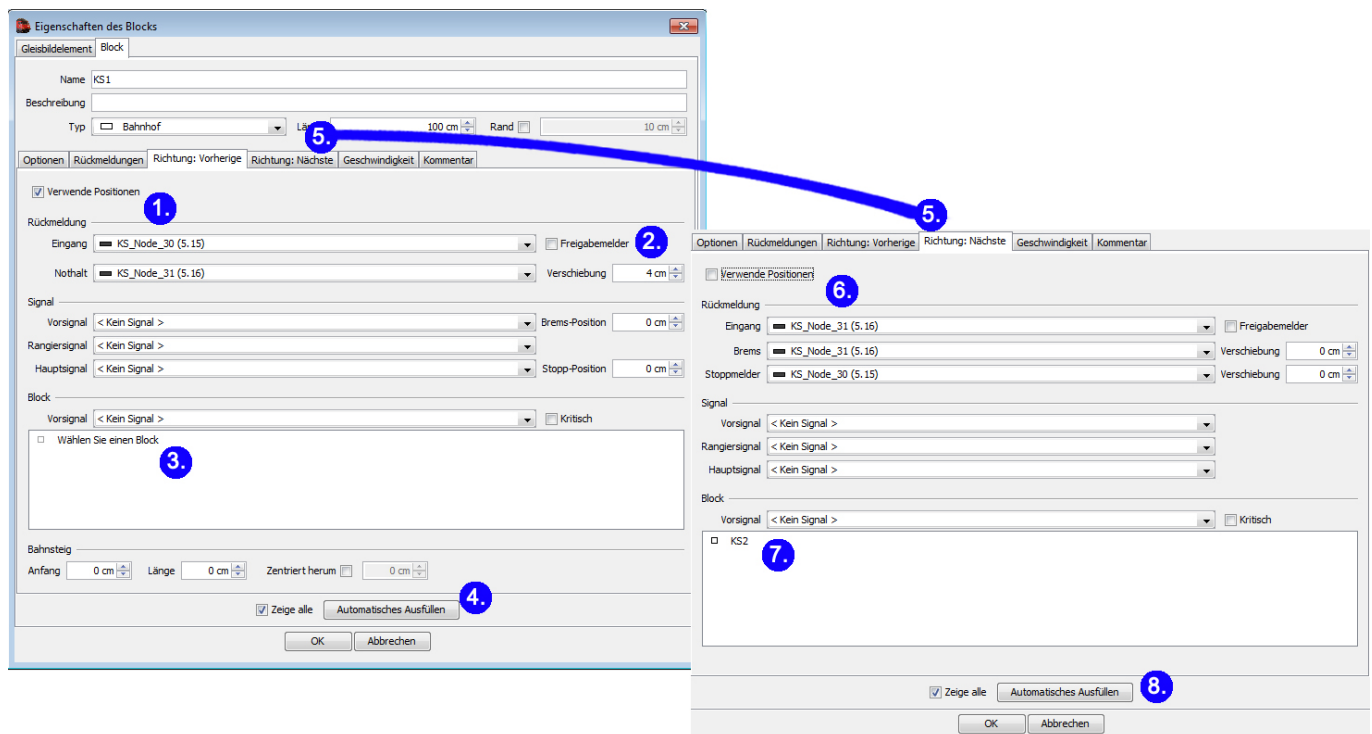 Eigenschaften des Blocks
Gleisbildelement Block
Name KS1
Beschreibung
Typ Bahnhof 100 cm Rand 10 cm
5.
Optionen Rückmeldungen Richtung: Vorherige Richtung: Nächste Geschwindigkeit Kommentar
Verwende Positionen
1.
Rückmeldung
Eingang KS_Node_30 (5.15) Freigabemelder 2.
Nothalt KS_Node_31 (5.16) Verschiebung 4 cm
Signal
Vorsignal < Kein Signal > Brems-Position 0 cm
Rangiersignal < Kein Signal >
Hauptsignal < Kein Signal > Stopp-Position 0 cm
Block
Vorsignal < Kein Signal > Kritisch
Wählen Sie einen Block
3.
Bahnsteig
Anfang 0 cm Länge 0 cm Zentriert herum 0 cm
4.
Zeige alle Automatisches Ausfüllen
OK Abbrechen
5.
Optionen Rückmeldungen Richtung: Vorherige Richtung: Nächste Geschwindigkeit Kommentar
Verwende Positionen
6.
Rückmeldung
Eingang KS_Node_31 (5.16) Freigabemelder
Brems KS_Node_31 (5.16) Verschiebung 0 cm
Stoppmelder KS_Node_30 (5.15) Verschiebung 0 cm
Signal
Vorsignal < Kein Signal >
Rangiersignal < Kein Signal >
Hauptsignal < Kein Signal >
Block
Vorsignal < Kein Signal > Kritisch
KS2
7.
Zeige alle Automatisches Ausfüllen 8.
OK Abbrechen